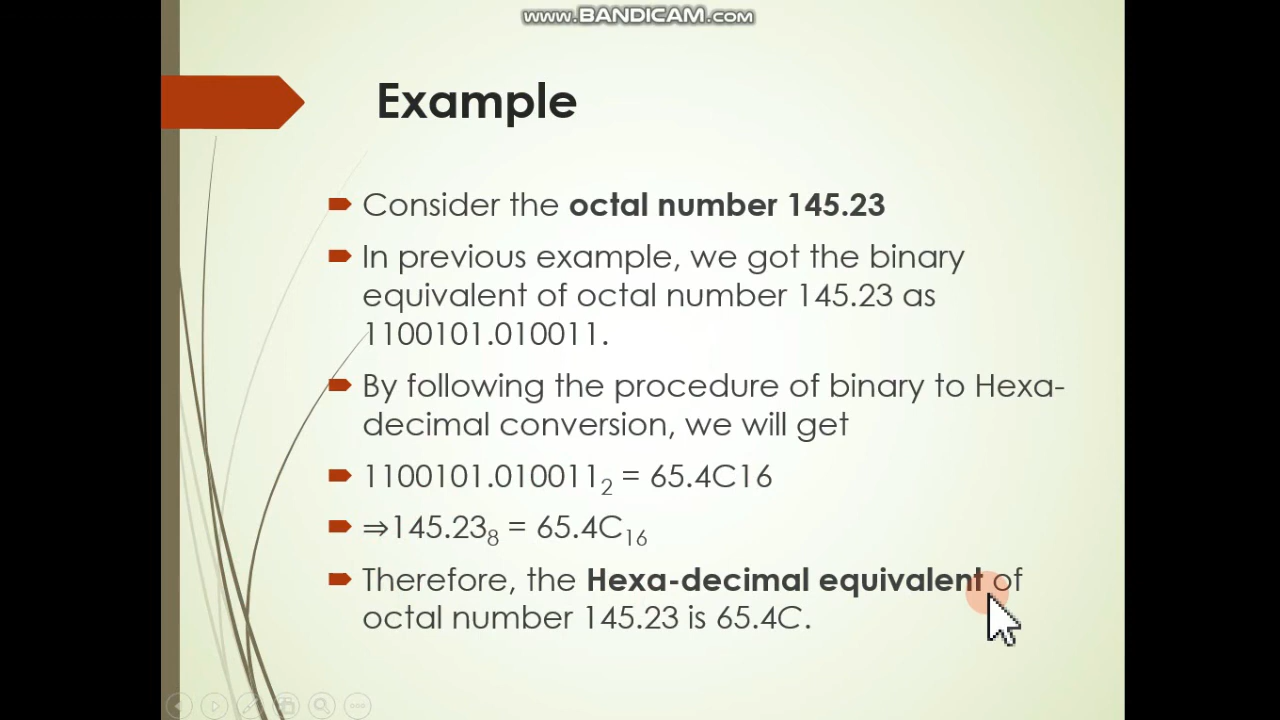 www.BANDICAM.com
Example
Consider the octal number 145.23
In previous example, we got the binary
equivalent of octal number 145.23 as
1100101.010011.
By following the procedure of binary to Hexa-
decimal conversion, we will get
1100101.010011₂ = 65.4C16
⇒145.23₈ = 65.4C₁₆
Therefore, the Hexa-decimal equivalent of
octal number 145.23 is 65.4C.